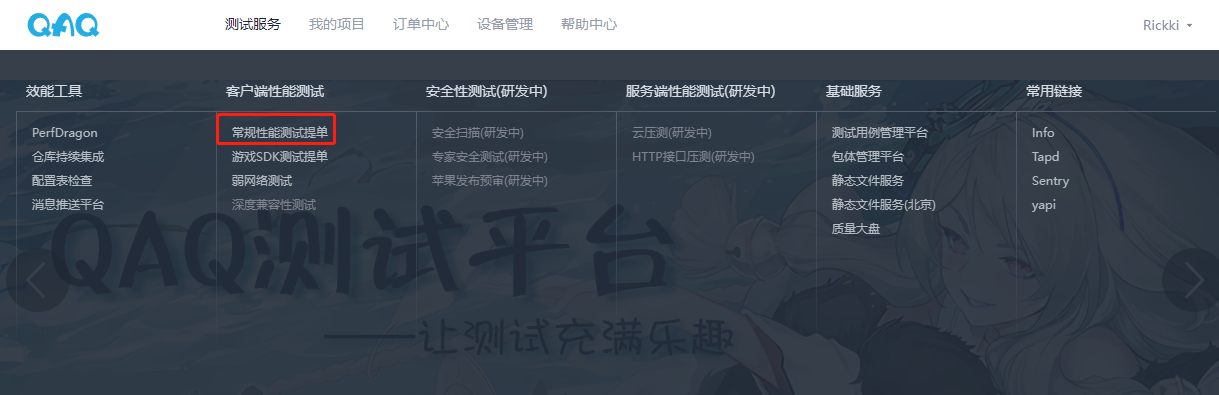 QAQ
测试服务 我的项目 订单中心 设备管理 帮助中心 Rickki
效能工具
PerfDragon
仓库持续集成
配置表检查
消息推送平台
客户端性能测试
常规性能测试提单
游戏SDK测试提单
弱网络测试
深度兼容性测试
安全性测试(研发中)
安全扫描(研发中)
专家安全测试(研发中)
苹果发布预审(研发中)
服务端性能测试(研发中)
云压测(研发中)
HTTP接口压测(研发中)
基础服务
测试用例管理平台
包体管理平台
静态文件服务
静态文件服务(北京)
质量大盘
常用链接
Info
Tapd
Sentry
yapi
QAQ测试平台
——让测试充满乐趣